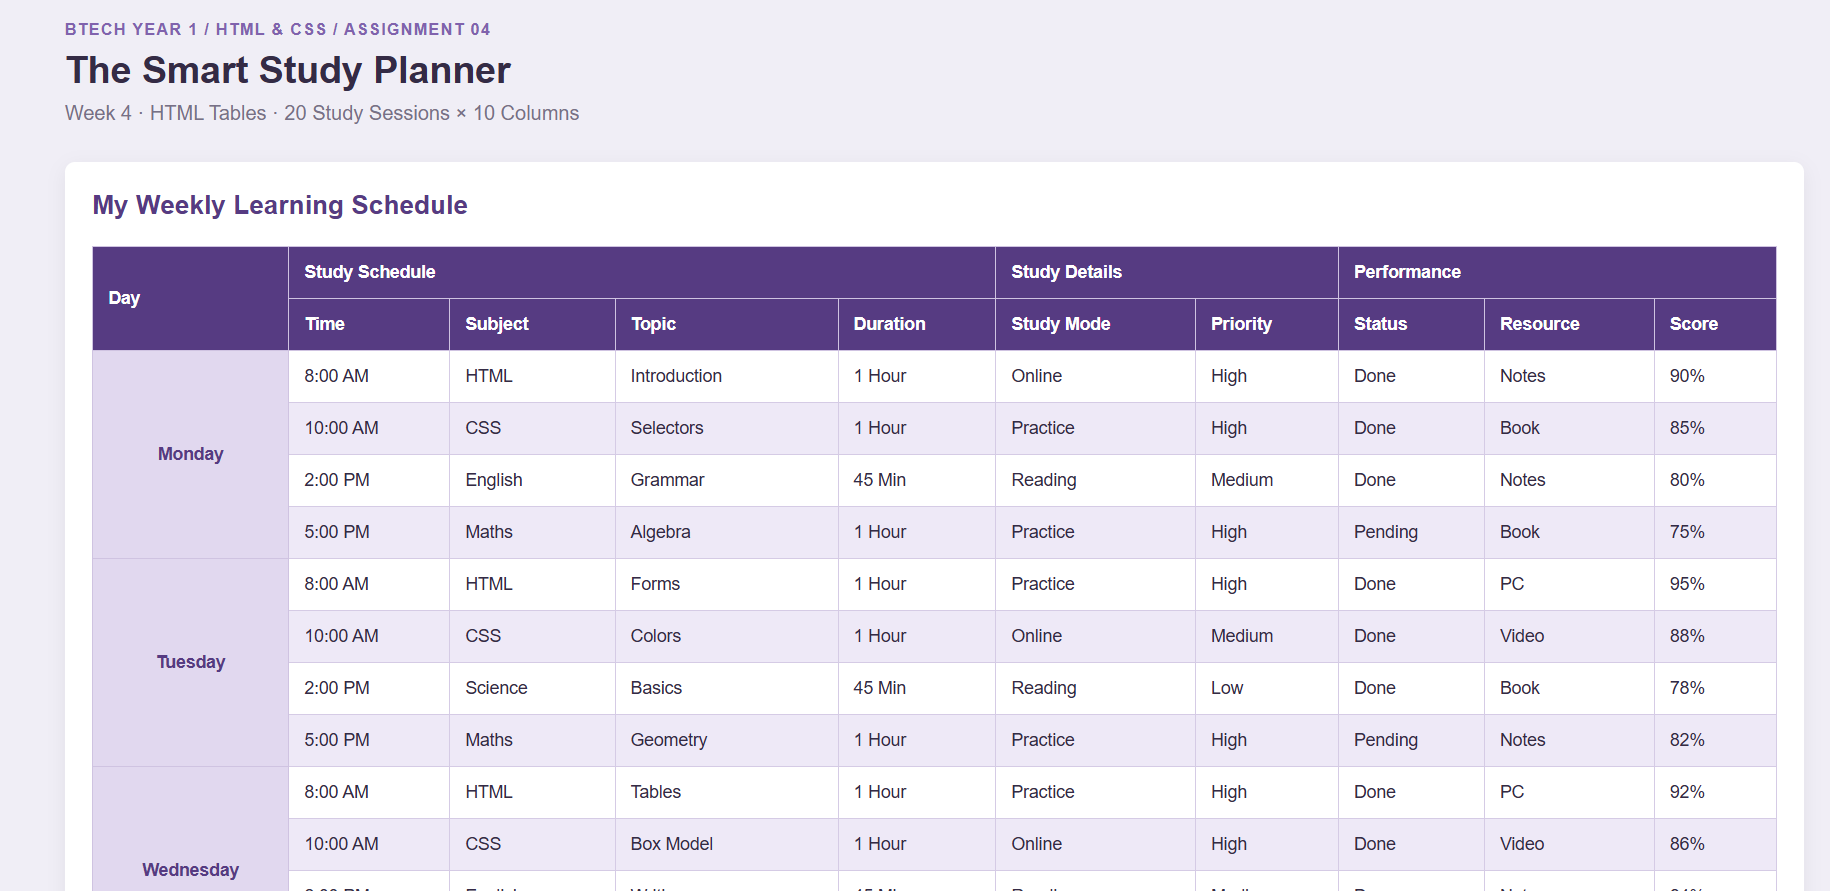 BTECH YEAR 1 / HTML & CSS / ASSIGNMENT 04
The Smart Study Planner
Week 4 · HTML Tables · 20 Study Sessions × 10 Columns
My Weekly Learning Schedule
Day Study Schedule Study Details Performance
Time Subject Topic Duration Study Mode Priority Status Resource Score
Monday
8:00 AM HTML Introduction 1 Hour Online High Done Notes 90%
10:00 AM CSS Selectors 1 Hour Practice High Done Book 85%
2:00 PM English Grammar 45 Min Reading Medium Done Notes 80%
5:00 PM Maths Algebra 1 Hour Practice High Pending Book 75%
Tuesday
8:00 AM HTML Forms 1 Hour Practice High Done PC 95%
10:00 AM CSS Colors 1 Hour Online Medium Done Video 88%
2:00 PM Science Basics 45 Min Reading Low Done Book 78%
5:00 PM Maths Geometry 1 Hour Practice High Pending Notes 82%
Wednesday
8:00 AM HTML Tables 1 Hour Practice High Done PC 92%
10:00 AM CSS Box Model 1 Hour Online High Done Video 86%